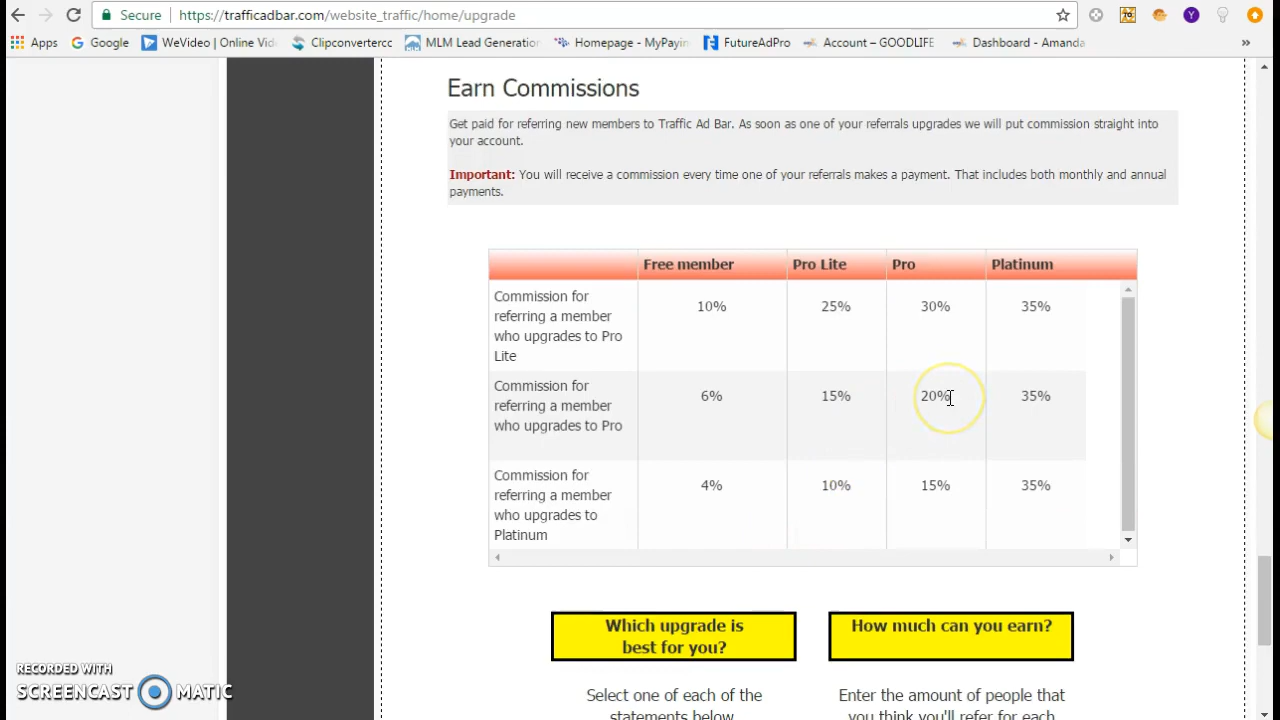 Secure https://trafficadbar.com/website_traffic/home/upgrade
Apps Google WeVideo | Online Vid Clipconvertercc MLM Lead Generation Homepage - MyPayin FutureAdPro Account – GOODLIFE Dashboard - Amanda »
Earn Commissions
Get paid for referring new members to Traffic Ad Bar. As soon as one of your referrals upgrades we will put commission straight into
your account.
Important: You will receive a commission every time one of your referrals makes a payment. That includes both monthly and annual
payments.
Free member Pro Lite Pro Platinum
Commission for
referring a member
who upgrades to Pro
Lite
10% 25% 30% 35%
Commission for
referring a member
who upgrades to Pro
6% 15% 20% 35%
Commission for
referring a member
who upgrades to
Platinum
4% 10% 15% 35%
Which upgrade is
best for you?
How much can you earn?
Select one of each of the
statements below
Enter the amount of people that
you think you'll refer for each
RECORDED WITH
SCREENCAST MATIC